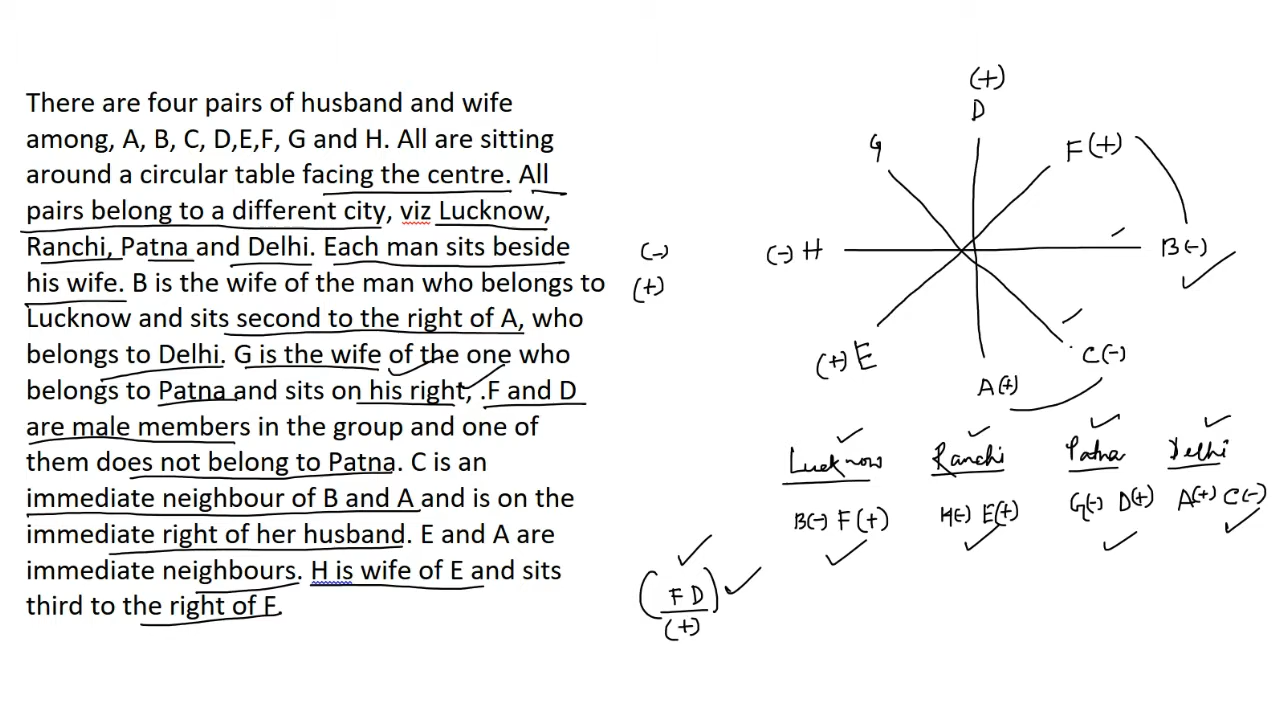 There are four pairs of husband and wife
among, A, B, C, D,E,F, G and H. All are sitting
around a circular table facing the centre. All
pairs belong to a different city, viz Lucknow,
Ranchi, Patna and Delhi. Each man sits beside
his wife. B is the wife of the man who belongs to
Lucknow and sits second to the right of A, who
belongs to Delhi. G is the wife of the one who
belongs to Patna and sits on his right, .F and D
are male members in the group and one of
them does not belong to Patna. C is an
immediate neighbour of B and A and is on the
immediate right of her husband. E and A are
immediate neighbours. H is wife of E and sits
third to the right of F.
(-)
(+)
(+)
D
G
F (+)
(-) H
B(-)
(+) E
C(-)
A(+)
Lucknow Ranchi Patna Delhi
B(-) F(+) H(-) E(+) G(-) D(+) A(+) C(-)
(F D)
(+)